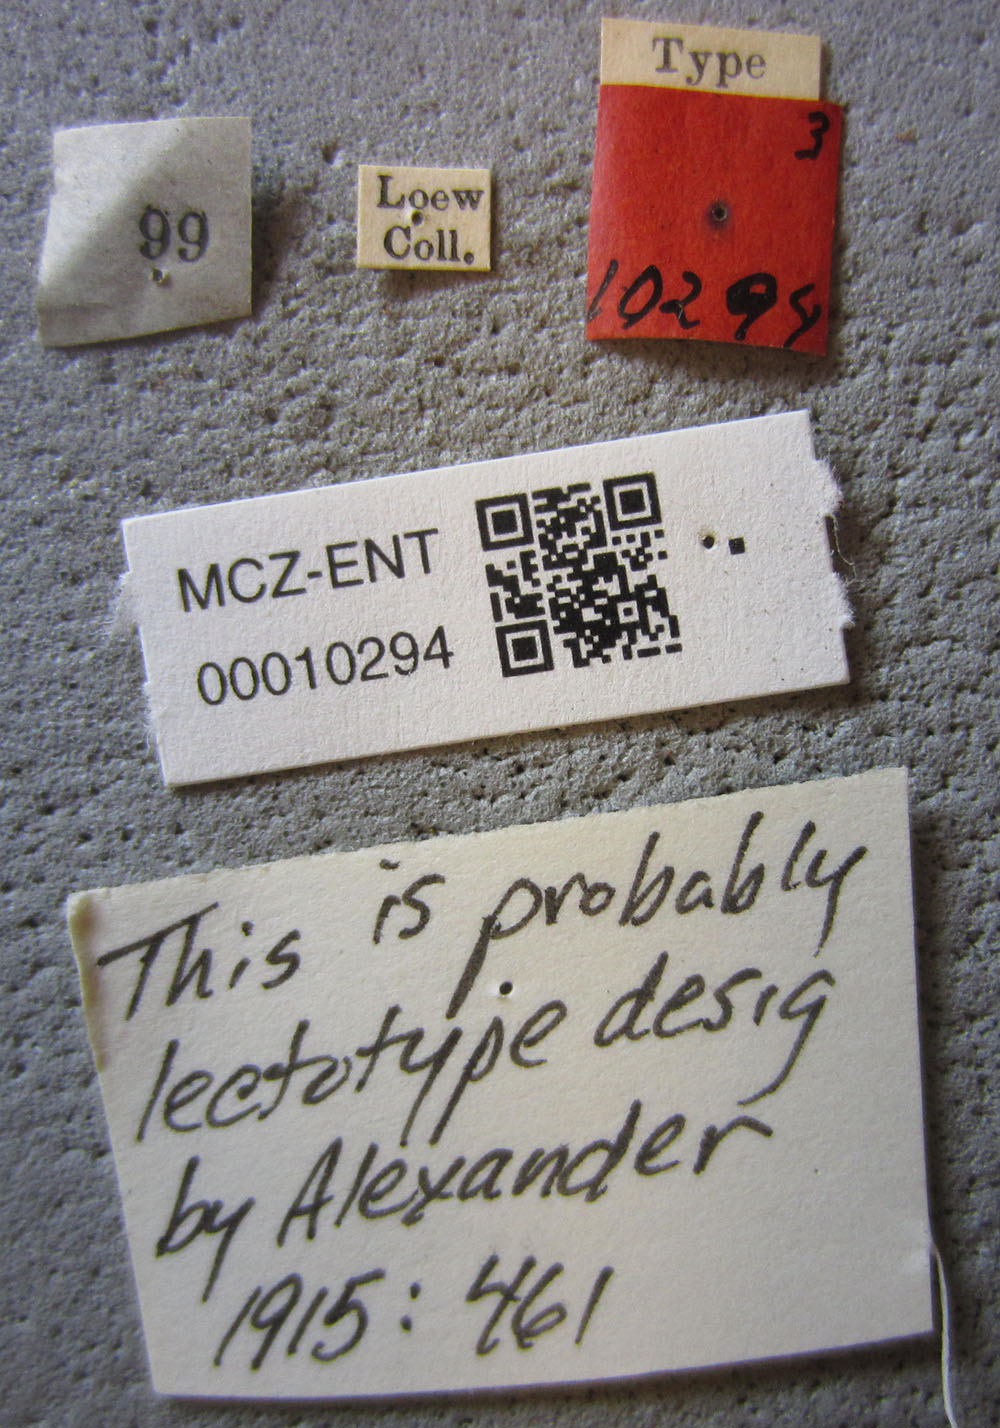 99
Loew
Coll.
Type
3
10294
MCZ-ENT
00010294
This is probably
lectotype desig
by Alexander
1915: 461